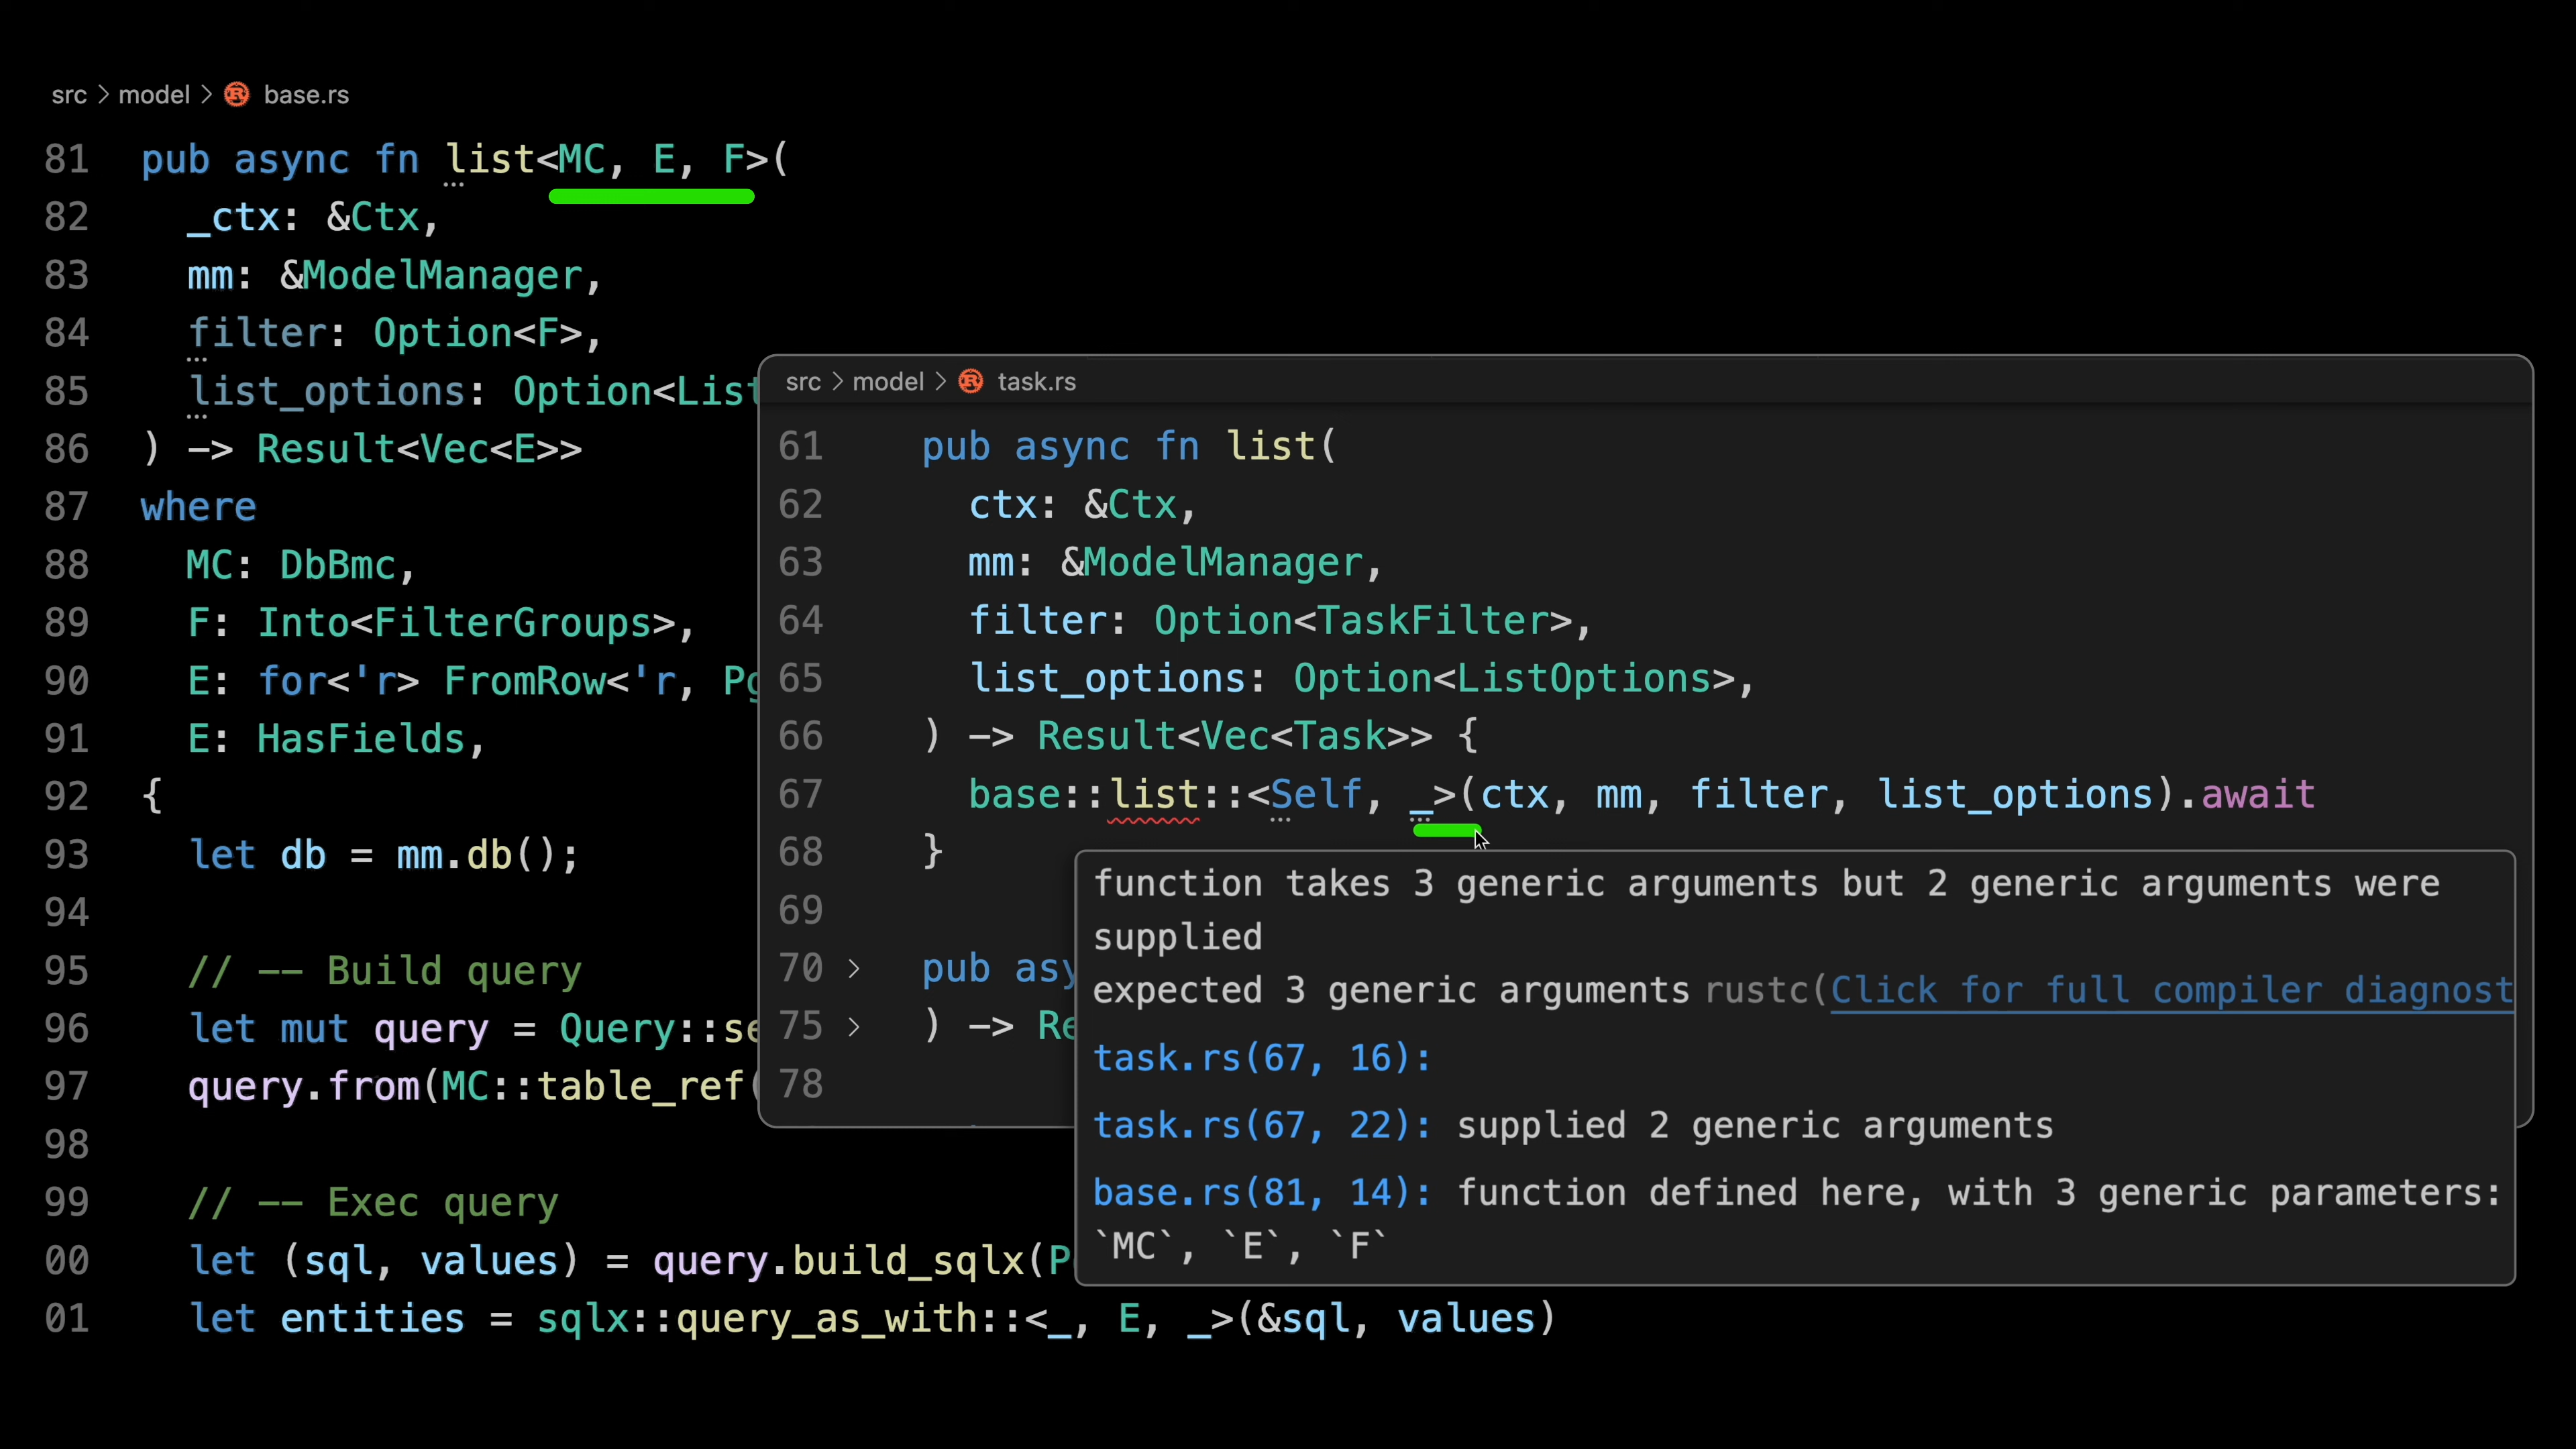 src > model > base.rs
81 pub async fn list<MC, E, F>(
82 _ctx: &Ctx,
83 mm: &ModelManager,
84 filter: Option<F>,
85 list_options: Option<List
86 ) -> Result<Vec<E>>
87 where
88 MC: DbBmc,
89 F: Into<FilterGroups>,
90 E: for<'r> FromRow<'r, Pg
91 E: HasFields,
92 {
93 let db = mm.db();
94
95 // -- Build query
96 let mut query = Query::se
97 query.from(MC::table_ref(
98
99 // -- Exec query
00 let (sql, values) = query.build_sqlx(P
01 let entities = sqlx::query_as_with::<_, E, _>(&sql, values)
src > model > task.rs
61 pub async fn list(
62 ctx: &Ctx,
63 mm: &ModelManager,
64 filter: Option<TaskFilter>,
65 list_options: Option<ListOptions>,
66 ) -> Result<Vec<Task>> {
67 base::list::<Self, _>(ctx, mm, filter, list_options).await
68 }
69
70 > pub asy
75 > ) -> Re
78
function takes 3 generic arguments but 2 generic arguments were
supplied
expected 3 generic arguments rustc(Click for full compiler diagnost
task.rs(67, 16):
task.rs(67, 22): supplied 2 generic arguments
base.rs(81, 14): function defined here, with 3 generic parameters:
`MC`, `E`, `F`